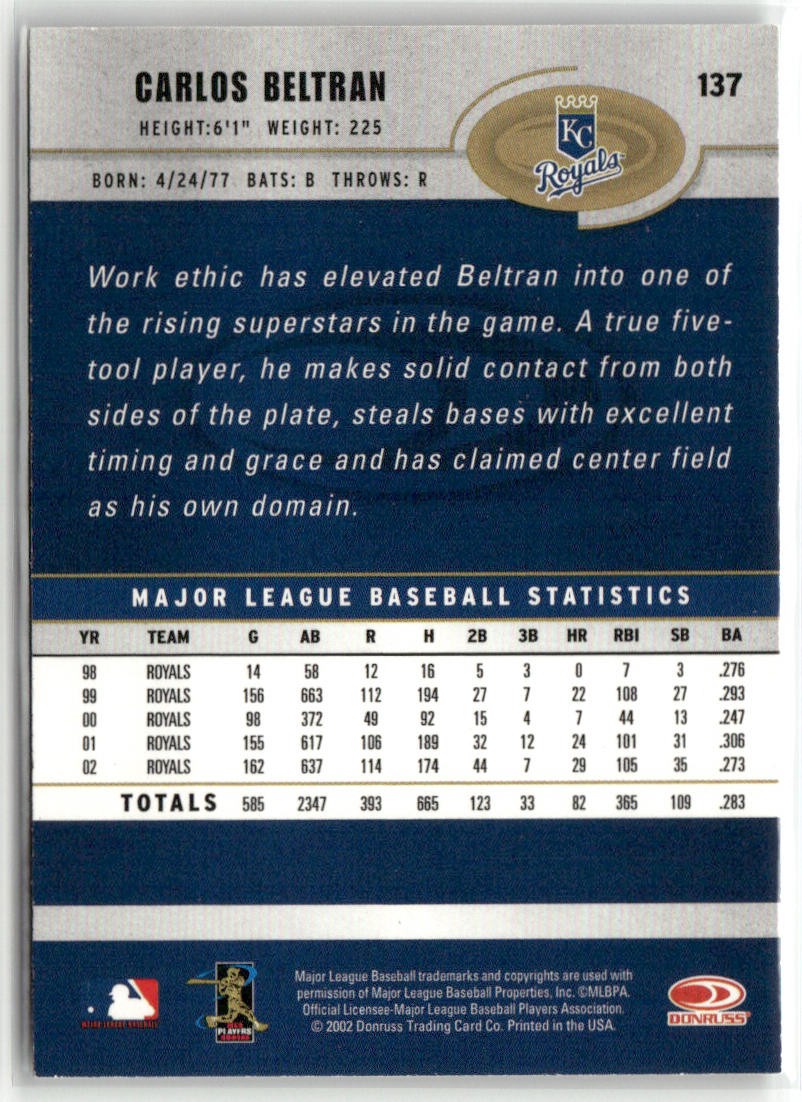 CARLOS BELTRAN
137
HEIGHT:6'1" WEIGHT: 225
KC
Royals
BORN: 4/24/77 BATS: B THROWS: R
Work ethic has elevated Beltran into one of
the rising superstars in the game. A true five-
tool player, he makes solid contact from both
sides of the plate, steals bases with excellent
timing and grace and has claimed center field
as his own domain.
MAJOR LEAGUE BASEBALL STATISTICS
YR TEAM G AB R H 2B 3B HR RBI SB BA
98 ROYALS 14 58 12 16 5 3 0 7 3 .276
99 ROYALS 156 663 112 194 27 7 22 108 27 .293
00 ROYALS 98 372 49 92 15 4 7 44 13 .247
01 ROYALS 155 617 106 189 32 12 24 101 31 .306
02 ROYALS 162 637 114 174 44 7 29 105 35 .273
TOTALS 585 2347 393 665 123 33 82 365 109 .283
Major League Baseball trademarks and copyrights are used with
permission of Major League Baseball Properties, Inc. ©MLBPA.
Official Licensee-Major League Baseball Players Association.
© 2002 Donruss Trading Card Co. Printed in the USA.
MAJOR LEAGUE BASEBALL
PLAYERS
DONRUSS